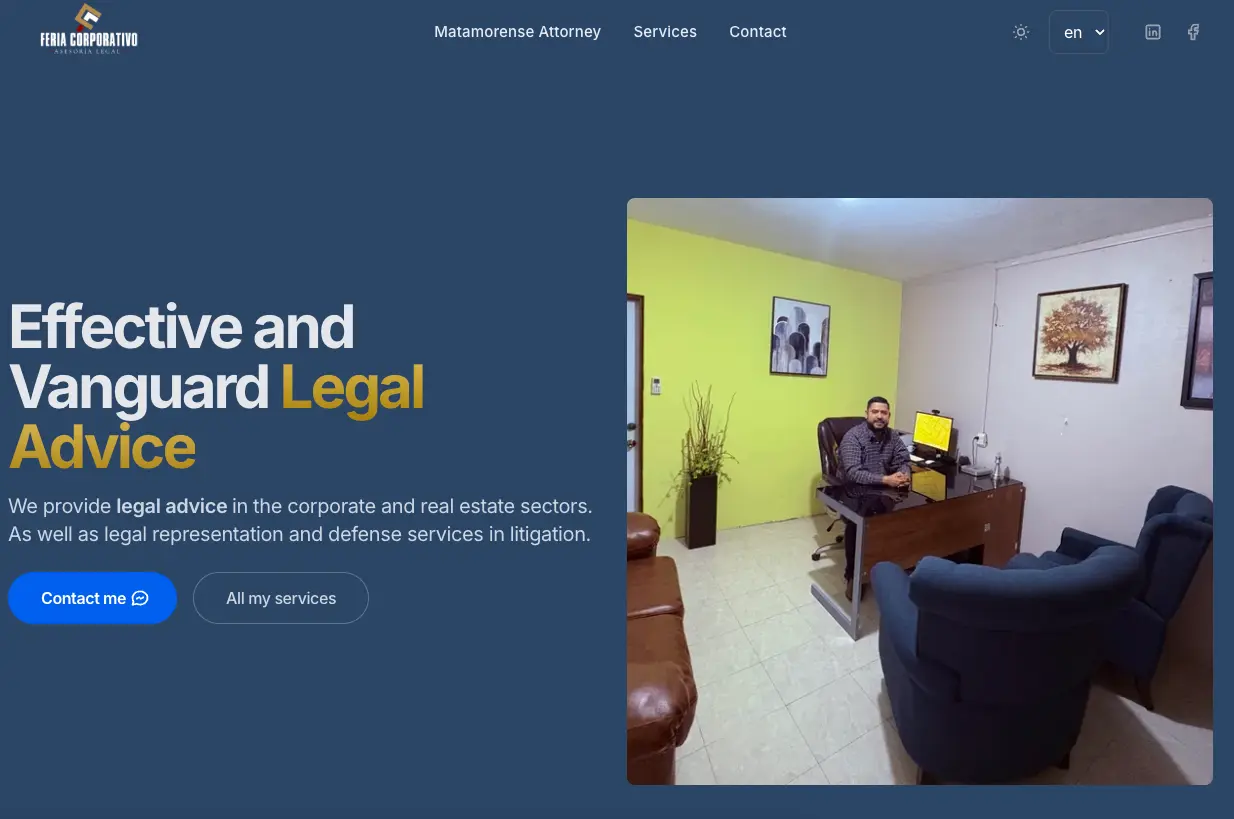 FERIA CORPORATIVO
ASESORIA LEGAL
Matamorense Attorney
Services
Contact
en
Effective and
Vanguard Legal
Advice
We provide legal advice in the corporate and real estate sectors.
As well as legal representation and defense services in litigation.
Contact me
All my services